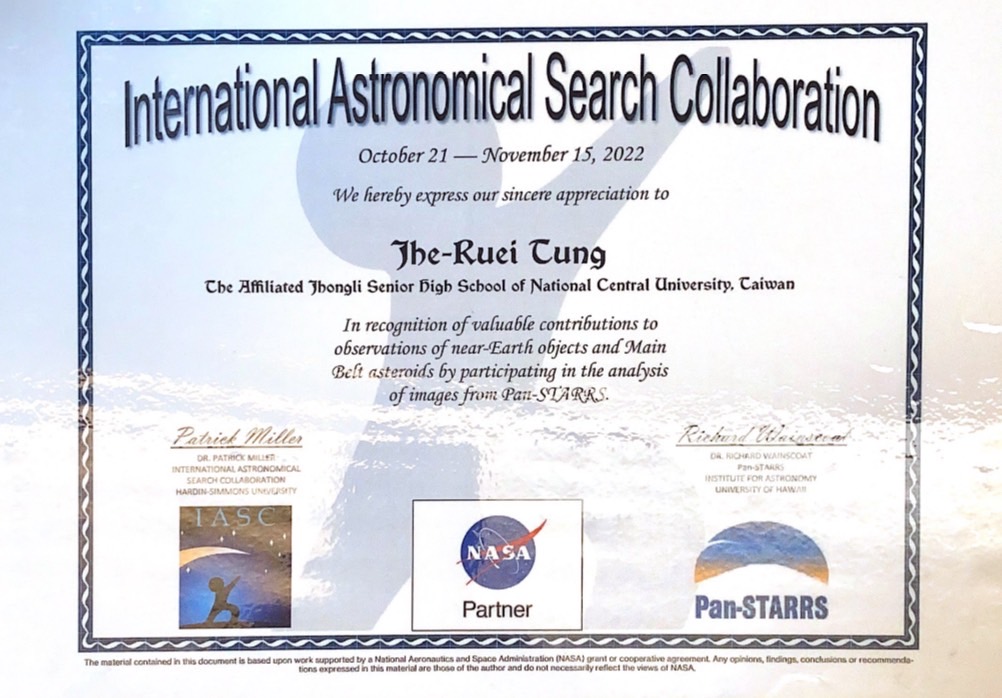 International Astronomical Search Collaboration
October 21 — November 15, 2022
We hereby express our sincere appreciation to
Jhe-Ruei Tung
The Affiliated Jhongli Senior High School of National Central University, Taiwan
In recognition of valuable contributions to
observations of near-Earth objects and Main
Belt asteroids by participating in the analysis
of images from Pan-STARRS.
Patrick Miller
DR. PATRICK MILLER
INTERNATIONAL ASTRONOMICAL
SEARCH COLLABORATION
HARDIN-SIMMONS UNIVERSITY
IASC
Richard Wainscoat
DR. RICHARD WAINSCOAT
Pan-STARRS
INSTITUTE FOR ASTRONOMY
UNIVERSITY OF HAWAII
NASA
Partner
Pan-STARRS
The material contained in this document is based upon work supported by a National Aeronautics and Space Administration (NASA) grant or cooperative agreement. Any opinions, findings, conclusions or recommenda-
tions expressed in this material are those of the author and do not necessarily reflect the views of NASA.